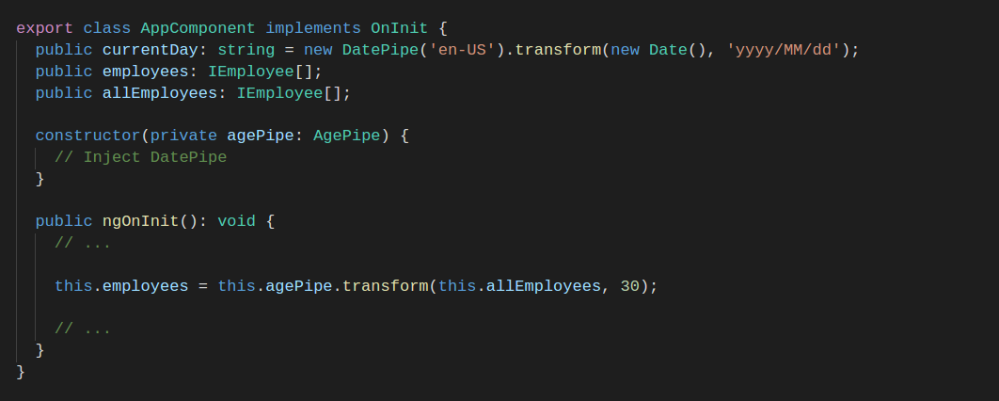 export class AppComponent implements OnInit {
public currentDay: string = new DatePipe('en-US').transform(new Date(), 'yyyy/MM/dd');
public employees: IEmployee[];
public allEmployees: IEmployee[];
constructor(private agePipe: AgePipe) {
// Inject DatePipe
}
public ngOnInit(): void {
// ...
this.employees = this.agePipe.transform(this.allEmployees, 30);
// ...
}
}